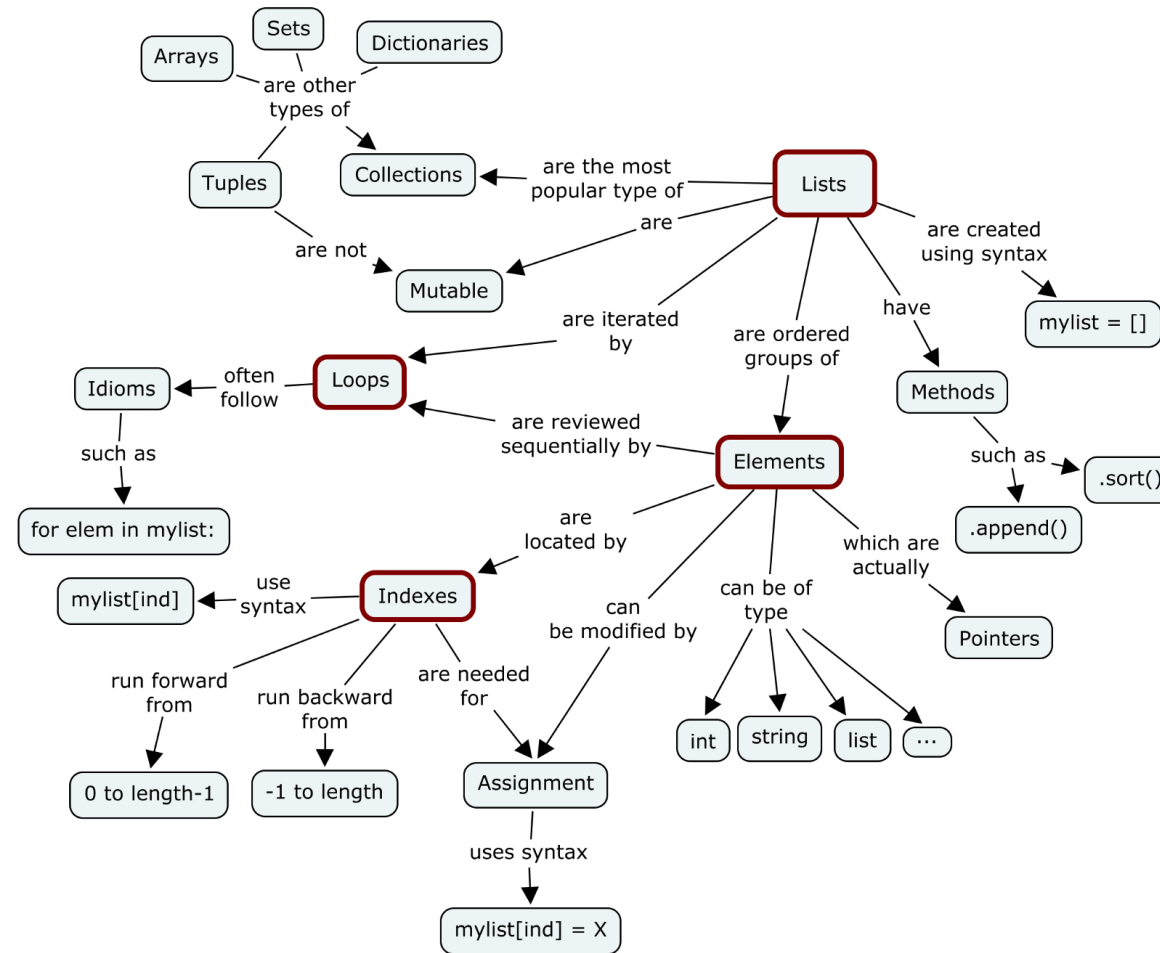 Sets
Dictionaries
Arrays
are other
types of
Tuples
Collections
are the most
popular type of
Lists
are
are not
Mutable
are created
using syntax
mylist = []
have
are iterated
by
are ordered
groups of
Idioms
often
follow
Loops
Methods
such as
are reviewed
sequentially by
Elements
such as
.sort()
for elem in mylist:
.append()
are
located by
which are
actually
mylist[ind]
use
syntax
Indexes
can
be modified by
can be of
type
Pointers
run forward
from
run backward
from
are needed
for
int
string
list
...
0 to length-1
-1 to length
Assignment
uses syntax
mylist[ind] = X